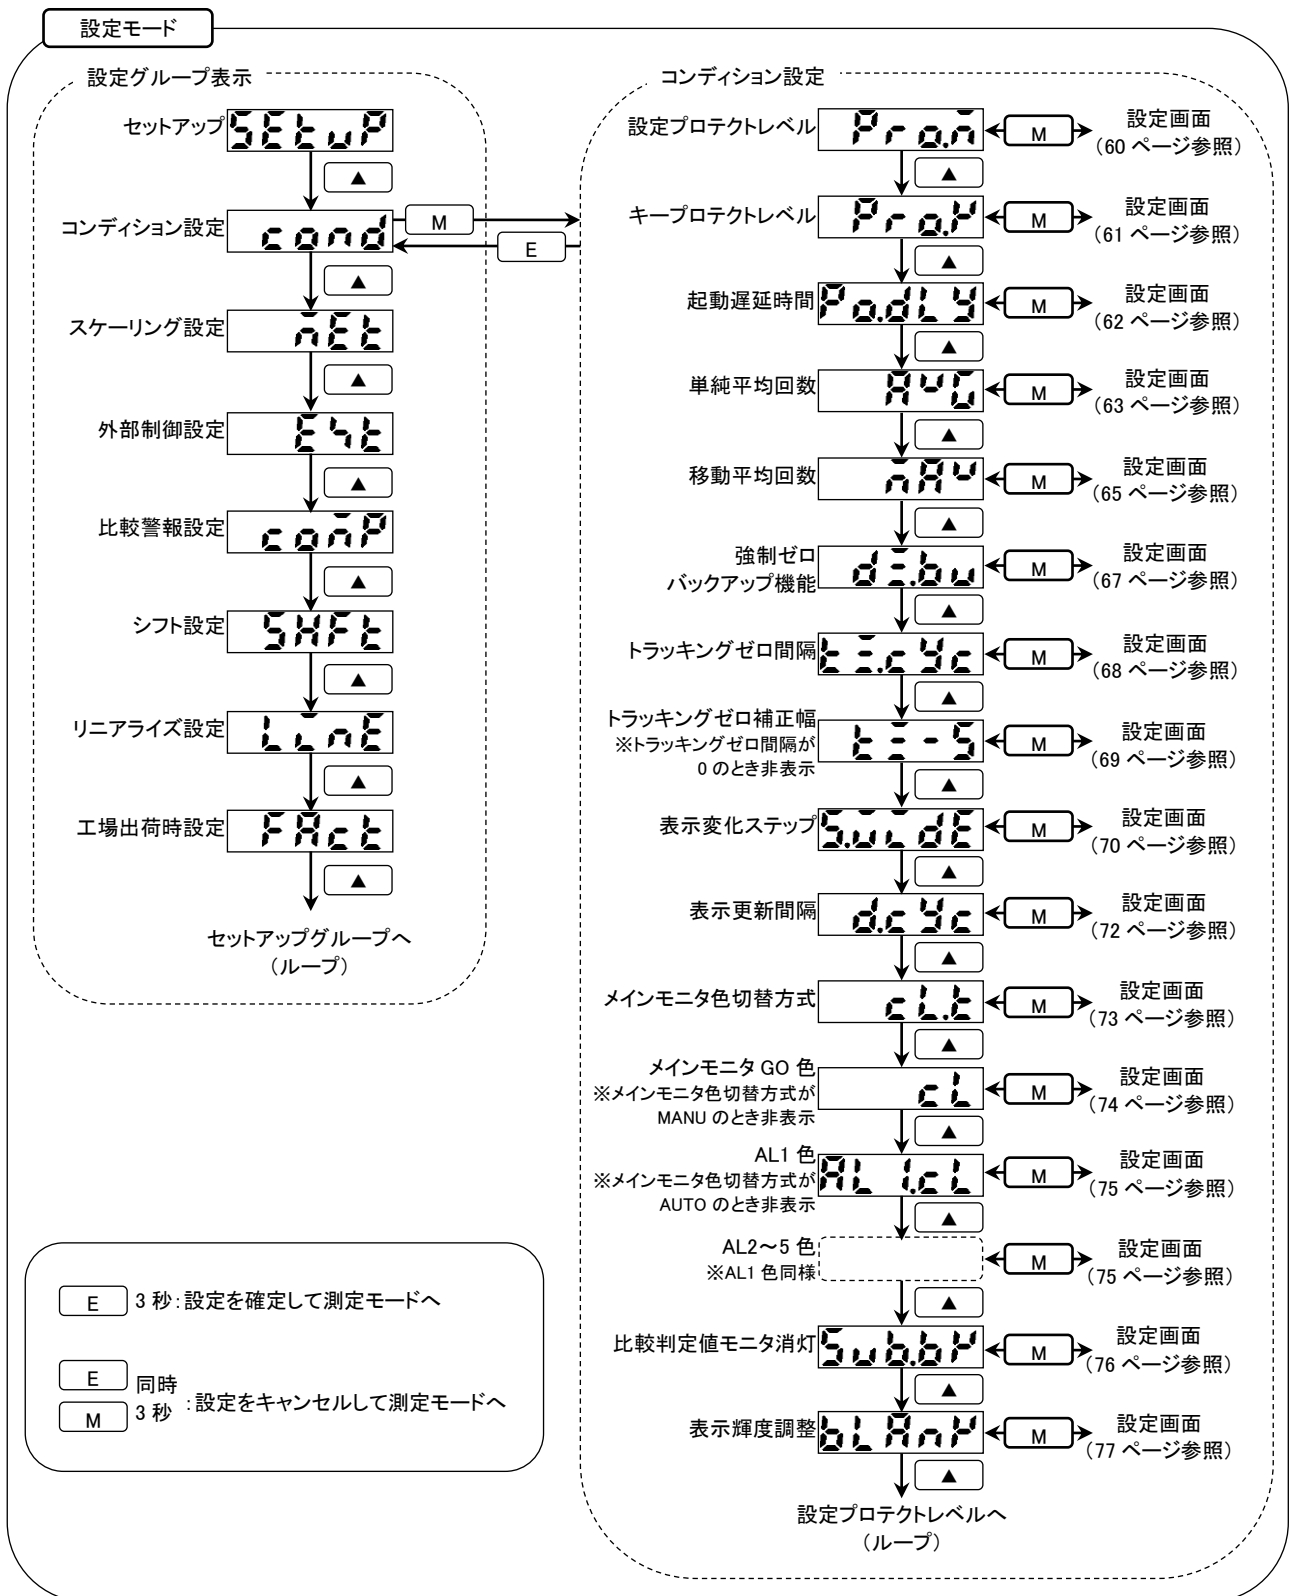 設定モード
設定グループ表示
セットアップ SEtuP
▲
コンディション設定 cond
M
E
▲
スケーリング設定 mEt
▲
外部制御設定 Ext
▲
比較警報設定 comP
▲
シフト設定 SHFt
▲
リニアライズ設定 LinE
▲
工場出荷時設定 FAct
▲
セットアップグループへ
（ループ）
E 3 秒：設定を確定して測定モードへ
E 同時
M 3 秒 ：設定をキャンセルして測定モードへ
コンディション設定
設定プロテクトレベル Pro.m M 設定画面
（60 ページ参照）
▲
キープロテクトレベル Pro.K M 設定画面
（61 ページ参照）
▲
起動遅延時間 Po.dLY M 設定画面
（62 ページ参照）
▲
単純平均回数 AvG M 設定画面
（63 ページ参照）
▲
移動平均回数 mAv M 設定画面
（65 ページ参照）
▲
強制ゼロ
バックアップ機能 dZ.bu M 設定画面
（67 ページ参照）
▲
トラッキングゼロ間隔 tZ.cYc M 設定画面
（68 ページ参照）
▲
トラッキングゼロ補正幅
※トラッキングゼロ間隔が
0 のとき非表示 tZ-S M 設定画面
（69 ページ参照）
▲
表示変化ステップ S.widE M 設定画面
（70 ページ参照）
▲
表示更新間隔 d.cYc M 設定画面
（72 ページ参照）
▲
メインモニタ色切替方式 cL.t M 設定画面
（73 ページ参照）
▲
メインモニタ GO 色
※メインモニタ色切替方式が
MANU のとき非表示 cL M 設定画面
（74 ページ参照）
▲
AL1 色
※メインモニタ色切替方式が
AUTO のとき非表示 AL1.cL M 設定画面
（75 ページ参照）
▲
AL2～5 色
※AL1 色同様 M 設定画面
（75 ページ参照）
▲
比較判定値モニタ消灯 Sub.bK M 設定画面
（76 ページ参照）
▲
表示輝度調整 bLAnK M 設定画面
（77 ページ参照）
▲
設定プロテクトレベルへ
（ループ）